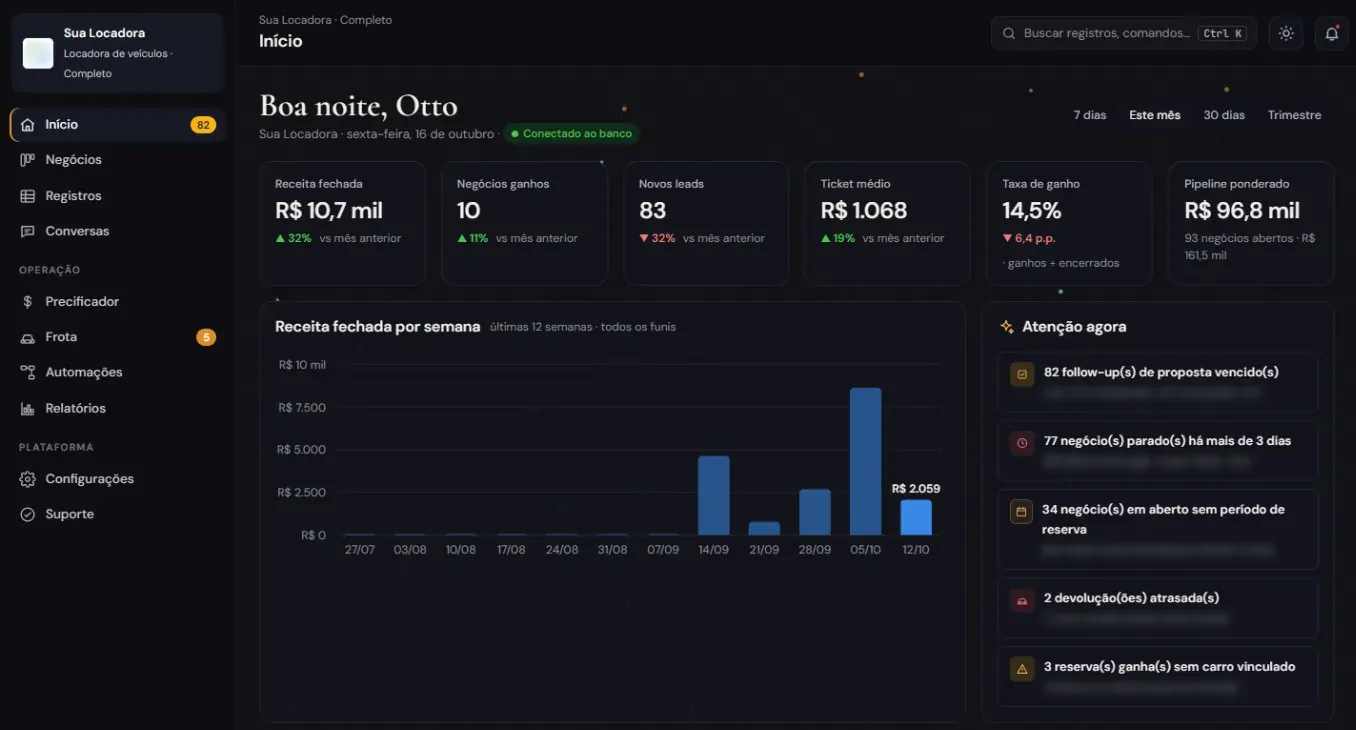 Sua Locadora
Locadora de veículos ·
Completo
Início
82
Negócios
Registros
Conversas
OPERAÇÃO
Precificador
Frota
5
Automações
Relatórios
PLATAFORMA
Configurações
Suporte
Sua Locadora · Completo
Início
Buscar registros, comandos...
Ctrl K
Boa noite, Otto
Sua Locadora · sexta-feira, 16 de outubro ·
Conectado ao banco
7 dias
Este mês
30 dias
Trimestre
Receita fechada
R$ 10,7 mil
▲ 32% vs mês anterior
Negócios ganhos
10
▲ 11% vs mês anterior
Novos leads
83
▼ 32% vs mês anterior
Ticket médio
R$ 1.068
▲ 19% vs mês anterior
Taxa de ganho
14,5%
▼ 6,4 p.p.
· ganhos ÷ encerrados
Pipeline ponderado
R$ 96,8 mil
93 negócios abertos · R$
161,5 mil
Receita fechada por semana
últimas 12 semanas · todos os funis
R$ 10 mil
R$ 7.500
R$ 5.000
R$ 2.500
R$ 0
R$ 2.059
27/07
03/08
10/08
17/08
24/08
31/08
07/09
14/09
21/09
28/09
05/10
12/10
Atenção agora
82 follow-up(s) de proposta vencido(s)
77 negócio(s) parado(s) há mais de 3 dias
34 negócio(s) em aberto sem período de
reserva
2 devolução(ões) atrasada(s)
3 reserva(s) ganha(s) sem carro vinculado